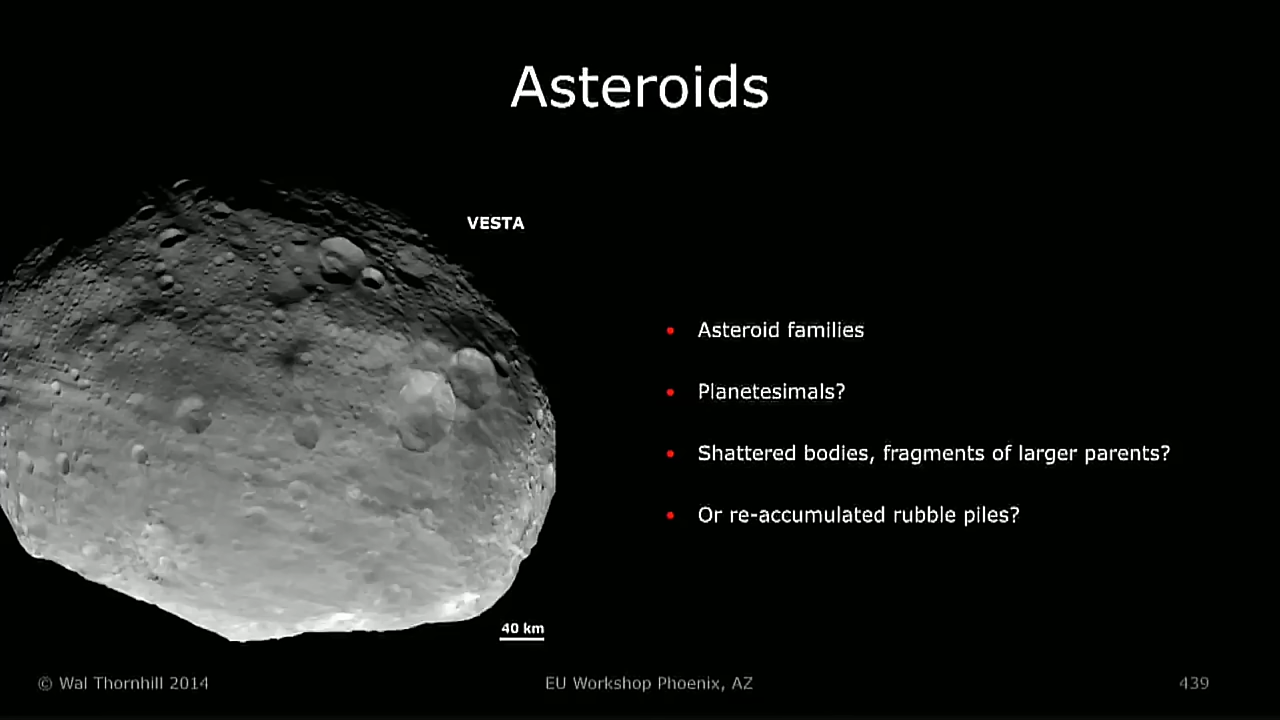 Asteroids
VESTA
• Asteroid families
• Planetesimals?
• Shattered bodies, fragments of larger parents?
• Or re-accumulated rubble piles?
40 km
© Wal Thornhill 2014
EU Workshop Phoenix, AZ
439